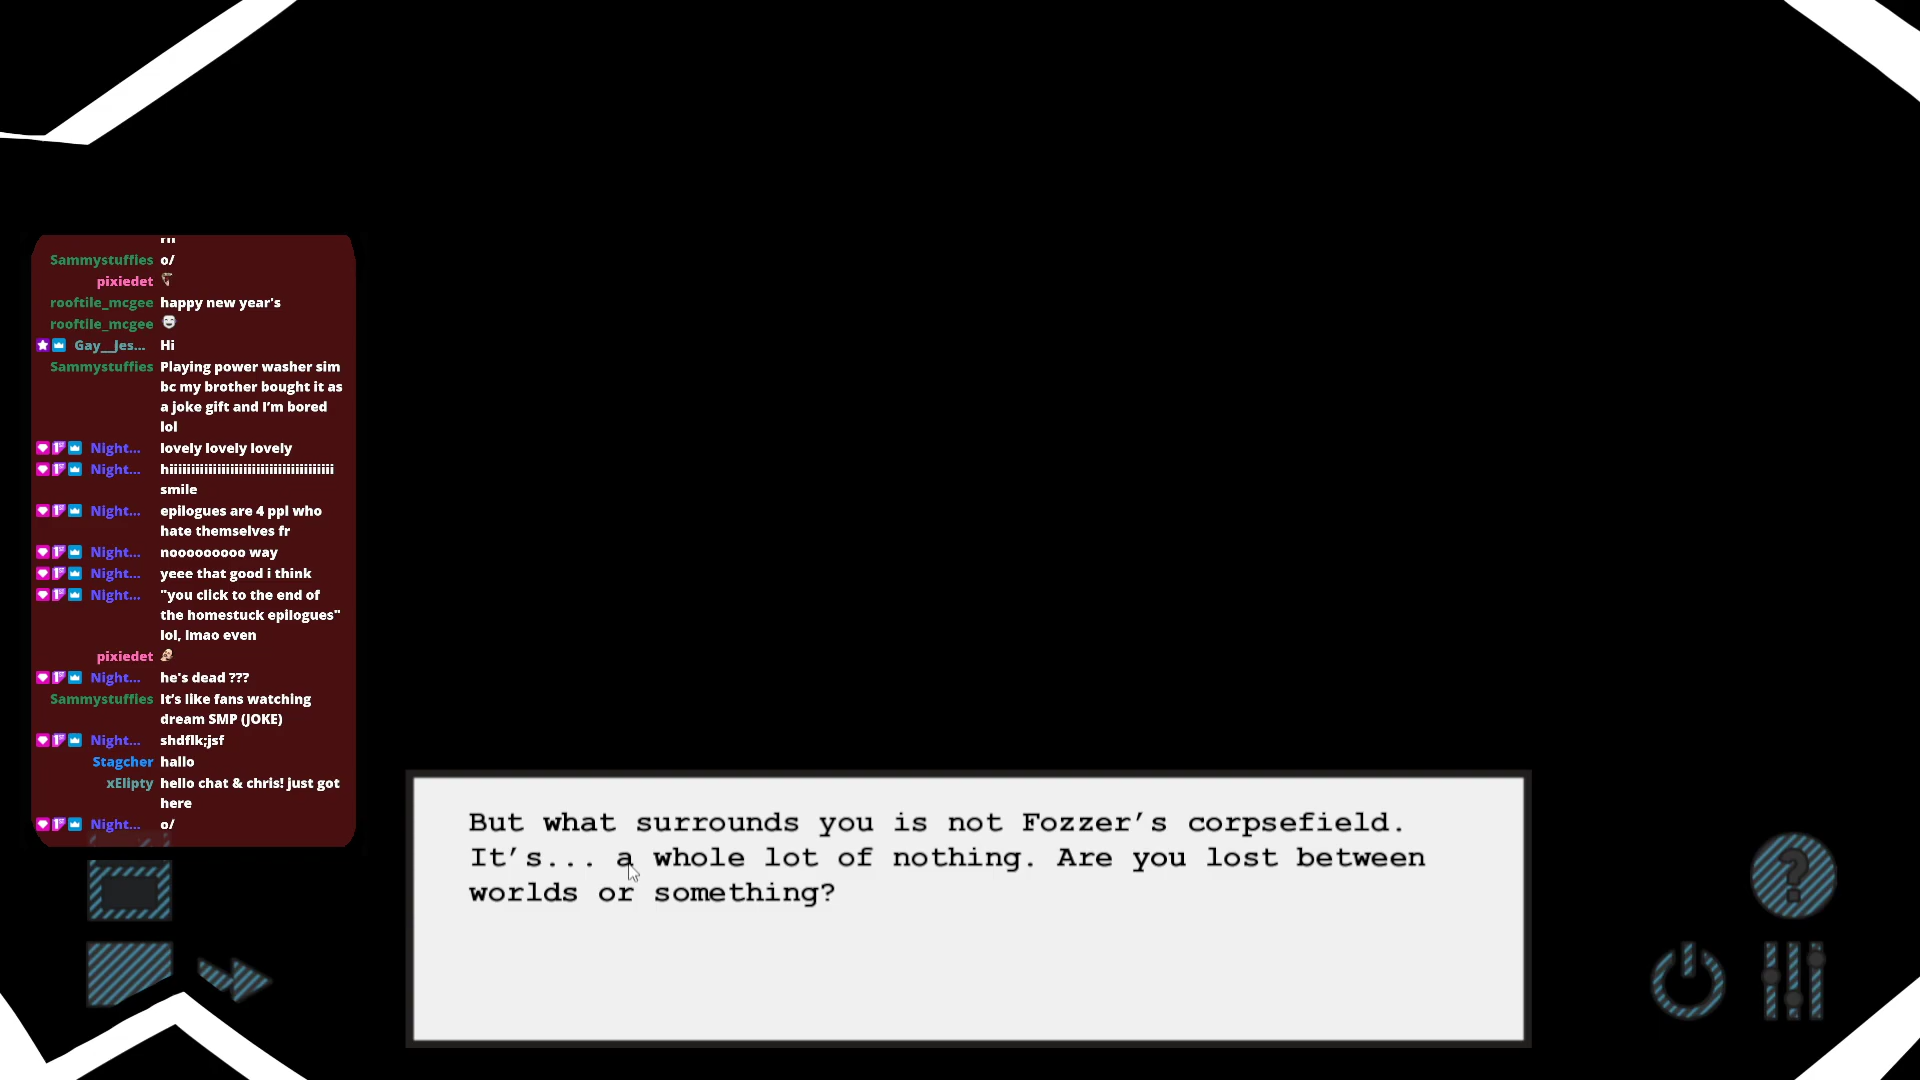 Sammystuffies o/
pixiedet
rooftile_mcgee happy new year's
rooftile_mcgee
Gay__Jes... Hi
Sammystuffies Playing power washer sim
bc my brother bought it as
a joke gift and I'm bored
lol
Night... lovely lovely lovely
Night... hiiiiiiiiiiiiiiiiiiiiiiiiiiiiiiiiiiiiii
smile
Night... epilogues are 4 ppl who
hate themselves fr
Night... nooooooooo way
Night... yeee that good i think
Night... "you click to the end of
the homestuck epilogues"
lol, lmao even
pixiedet
Night... he's dead ???
Sammystuffies It's like fans watching
dream SMP (JOKE)
Night... shdflk;jsf
Stagcher hallo
xElipty hello chat & chris! just got
here
Night... o/
But what surrounds you is not Fozzer's corpsefield.
It's... a whole lot of nothing. Are you lost between
worlds or something?
?